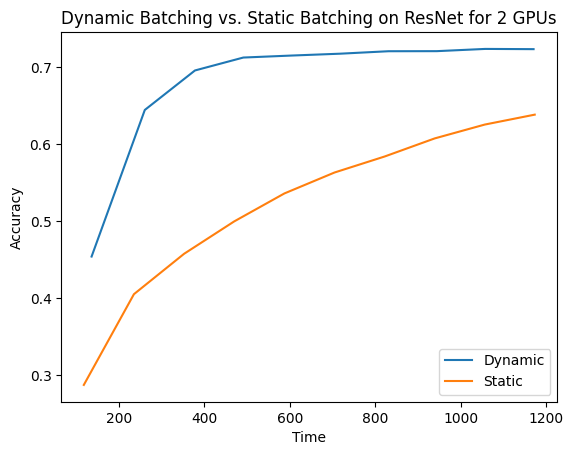 Dynamic Batching vs. Static Batching on ResNet for 2 GPUs
0.7
0.6
0.5
0.4
0.3
Accuracy
Dynamic
Static
200 400 600 800 1000 1200
Time